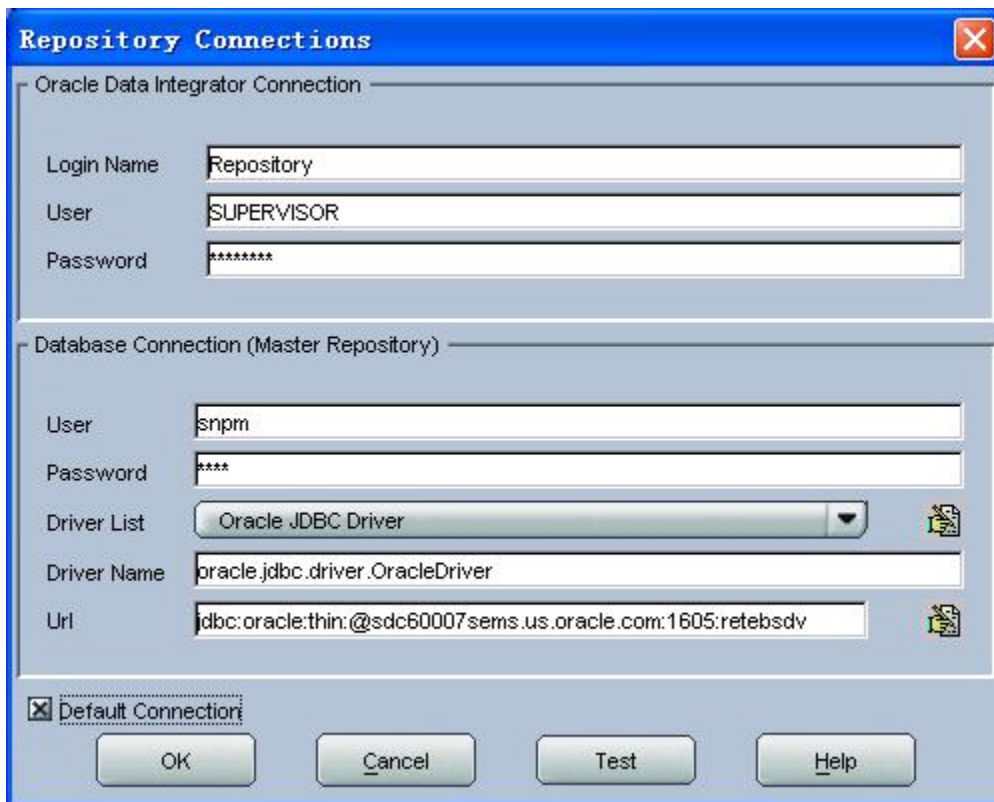 Repository Connections
Oracle Data Integrator Connection
Login Name Repository
User SUPERVISOR
Password ********
Database Connection (Master Repository)
User snpm
Password ****
Driver List Oracle JDBC Driver
Driver Name oracle.jdbc.driver.OracleDriver
Url jdbc:oracle:thin:@sdc60007sems.us.oracle.com:1605:retebsdv
Default Connection
OK Cancel Test Help